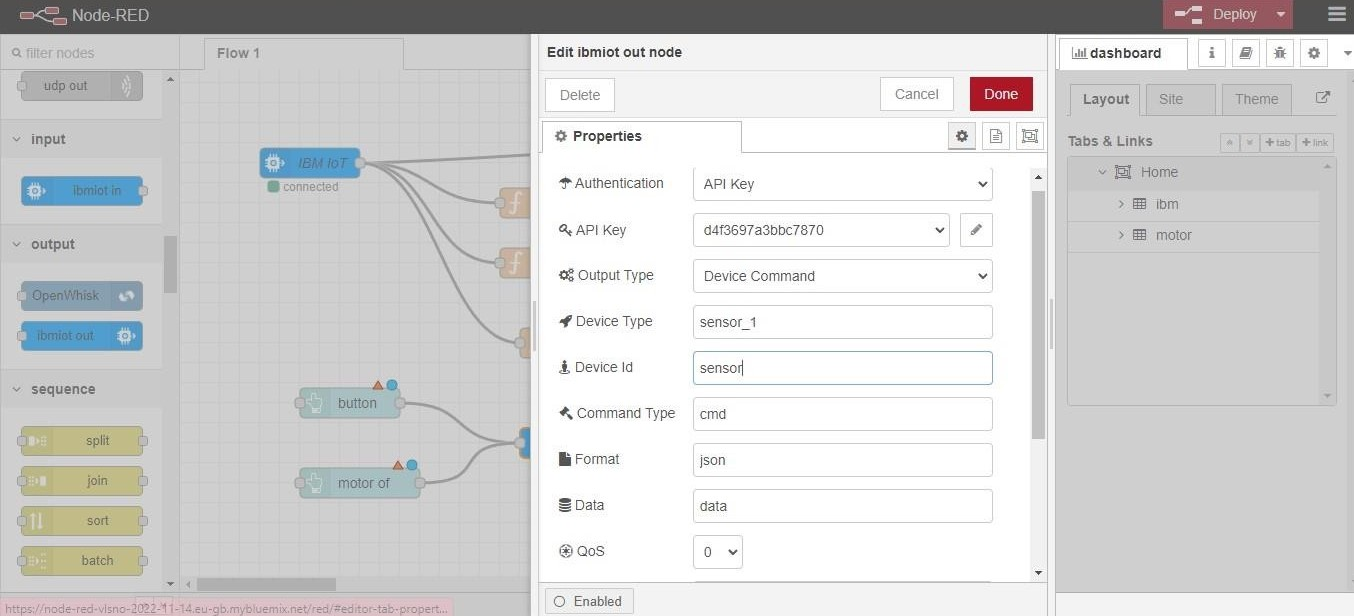 Node-RED
Deploy
filter nodes
udp out
input
ibmiot in
output
OpenWhisk
ibmiot out
sequence
split
join
sort
batch
Flow 1
IBM IoT
connected
button
motor of
Edit ibmiot out node
Delete
Cancel
Done
Properties
Authentication
API Key
API Key
d4f3697a3bbc7870
Output Type
Device Command
Device Type
sensor_1
Device Id
sensor
Command Type
cmd
Format
json
Data
data
QoS
0
Enabled
dashboard
Layout
Site
Theme
Tabs & Links
+tab
+link
Home
ibm
motor
https://node-red-vlsno-2022-11-14.eu-gb.mybluemix.net/red/#editor-tab-propert...